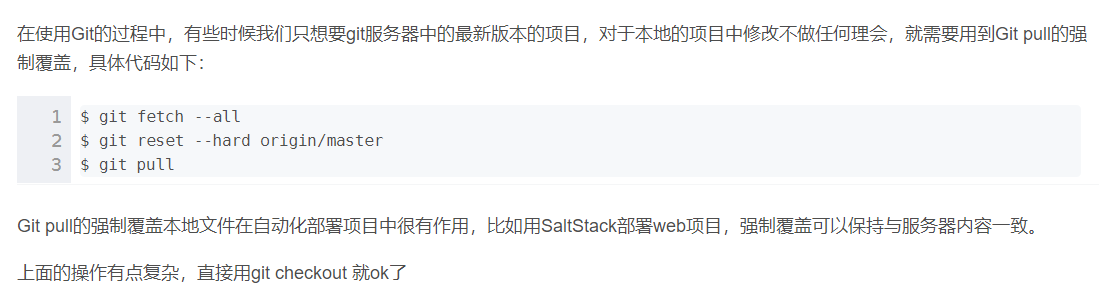 在使用Git的过程中，有些时候我们只想要git服务器中的最新版本的项目，对于本地的项目中修改不做任何理会，就需要用到Git pull的强
制覆盖，具体代码如下：
1 $ git fetch --all
2 $ git reset --hard origin/master
3 $ git pull
Git pull的强制覆盖本地文件在自动化部署项目中很有作用，比如用SaltStack部署web项目，强制覆盖可以保持与服务器内容一致。
上面的操作有点复杂，直接用git checkout 就ok了